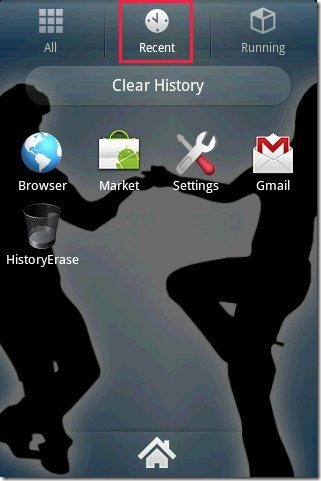 All Recent Running
Clear History
Browser Market Settings Gmail
HistoryErase